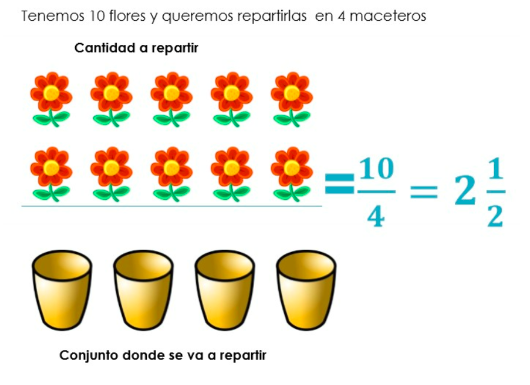 Tenemos 10 flores y queremos repartirlas en 4 maceteros
Cantidad a repartir
= 10/4 = 2 1/2
Conjunto donde se va a repartir